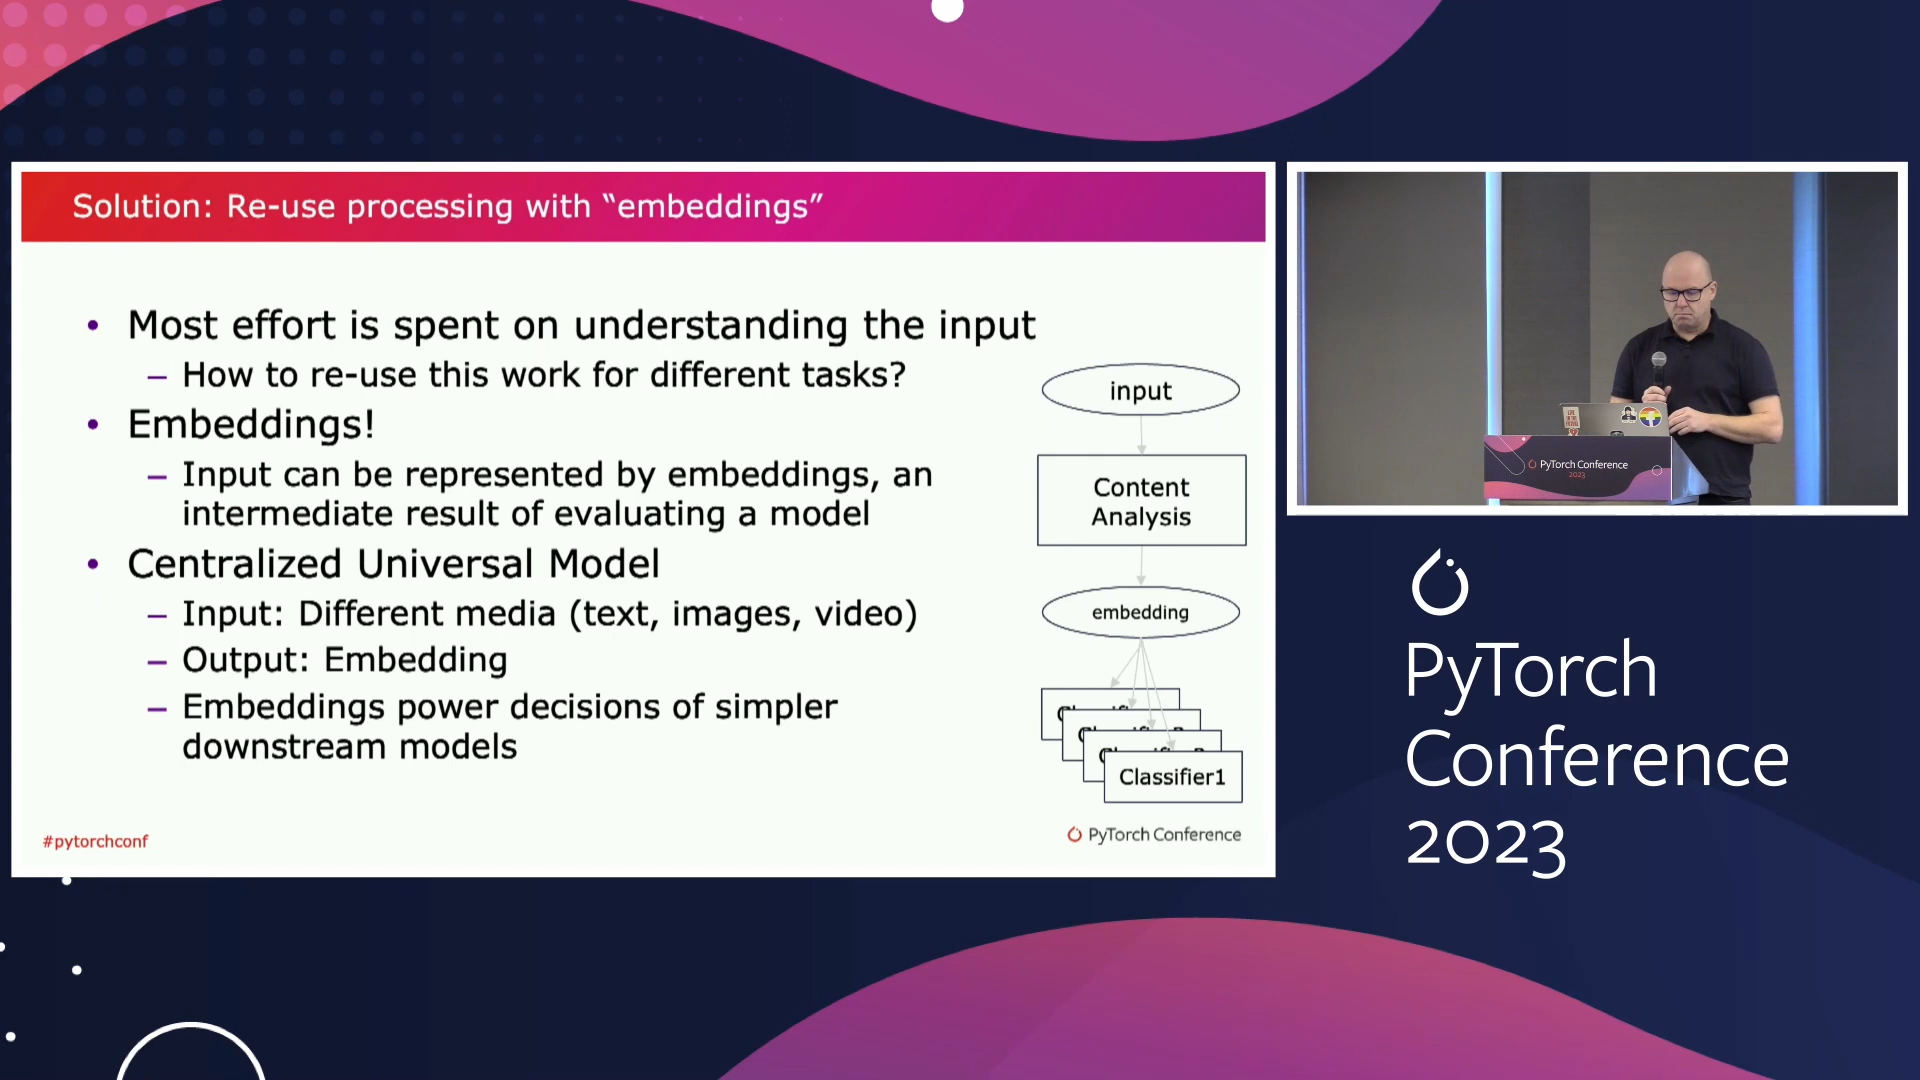 Solution: Re-use processing with “embeddings”
• Most effort is spent on understanding the input
– How to re-use this work for different tasks?
• Embeddings!
– Input can be represented by embeddings, an
intermediate result of evaluating a model
• Centralized Universal Model
– Input: Different media (text, images, video)
– Output: Embedding
– Embeddings power decisions of simpler
downstream models
input
Content
Analysis
embedding
Classifier1
#pytorchconf
PyTorch Conference
PyTorch Conference
2023
PyTorch
Conference
2023